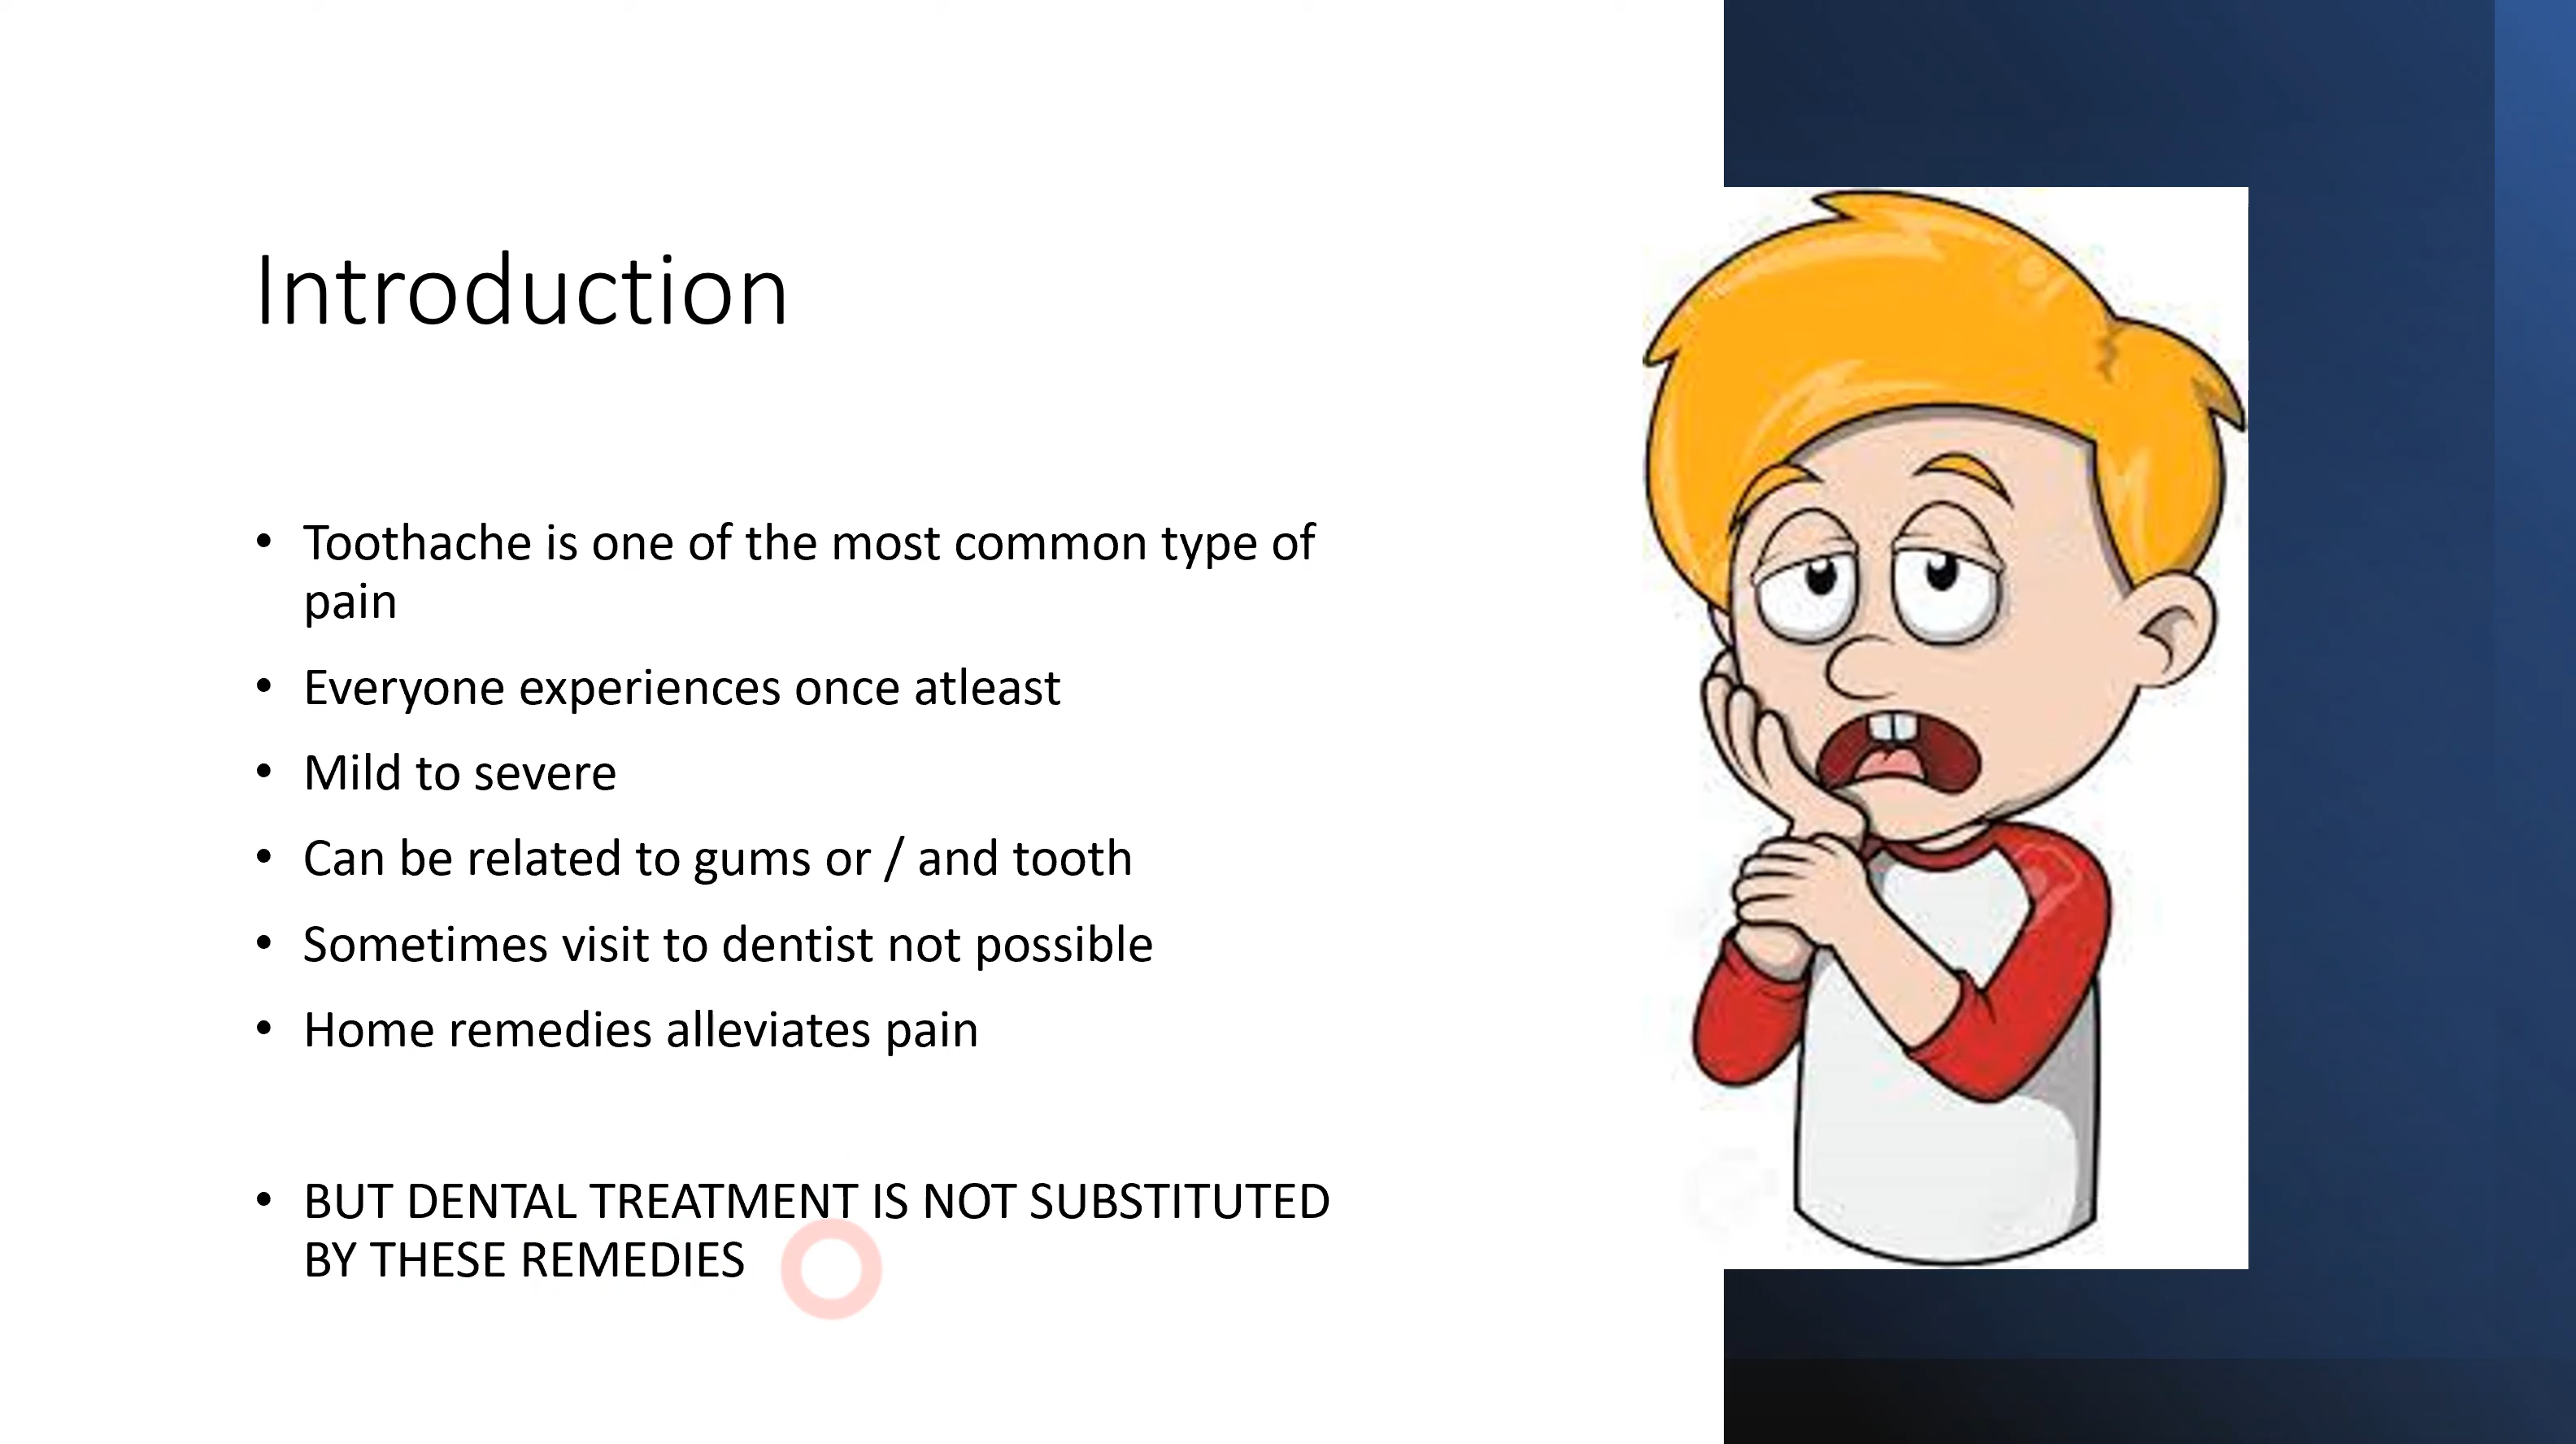 Introduction
• Toothache is one of the most common type of
pain
• Everyone experiences once atleast
• Mild to severe
• Can be related to gums or / and tooth
• Sometimes visit to dentist not possible
• Home remedies alleviates pain
• BUT DENTAL TREATMENT IS NOT SUBSTITUTED
BY THESE REMEDIES